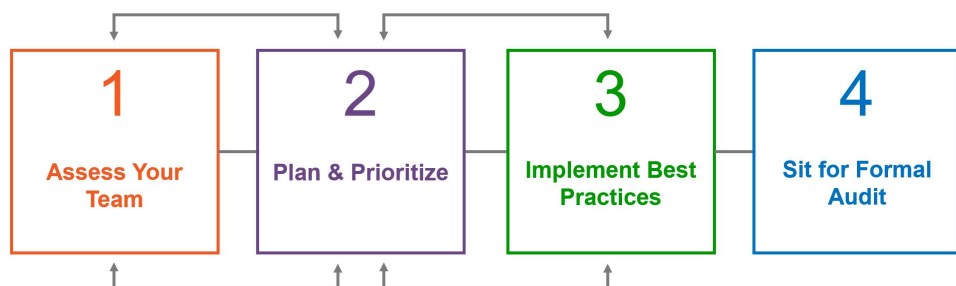 1
Assess Your
Team
2
Plan & Prioritize
3
Implement Best
Practices
4
Sit for Formal
Audit